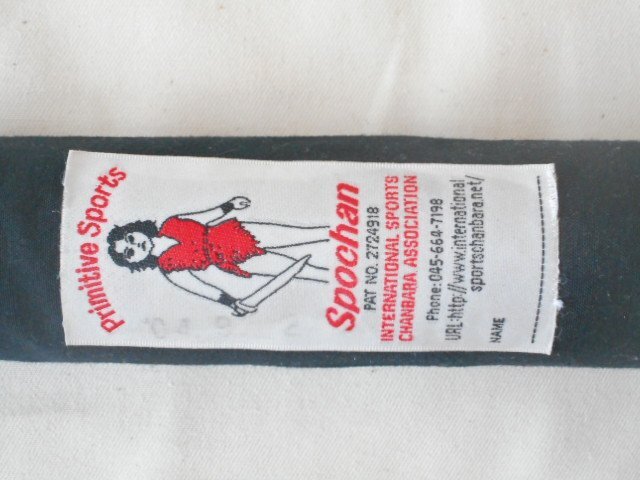 Primitive Sports
Spochan
PAT NO. 2724918
INTERNATIONAL SPORTS
CHANBARA ASSOCIATION
Phone:045-664-7198
URL:http://www.international
sportschanbara.net/
NAME